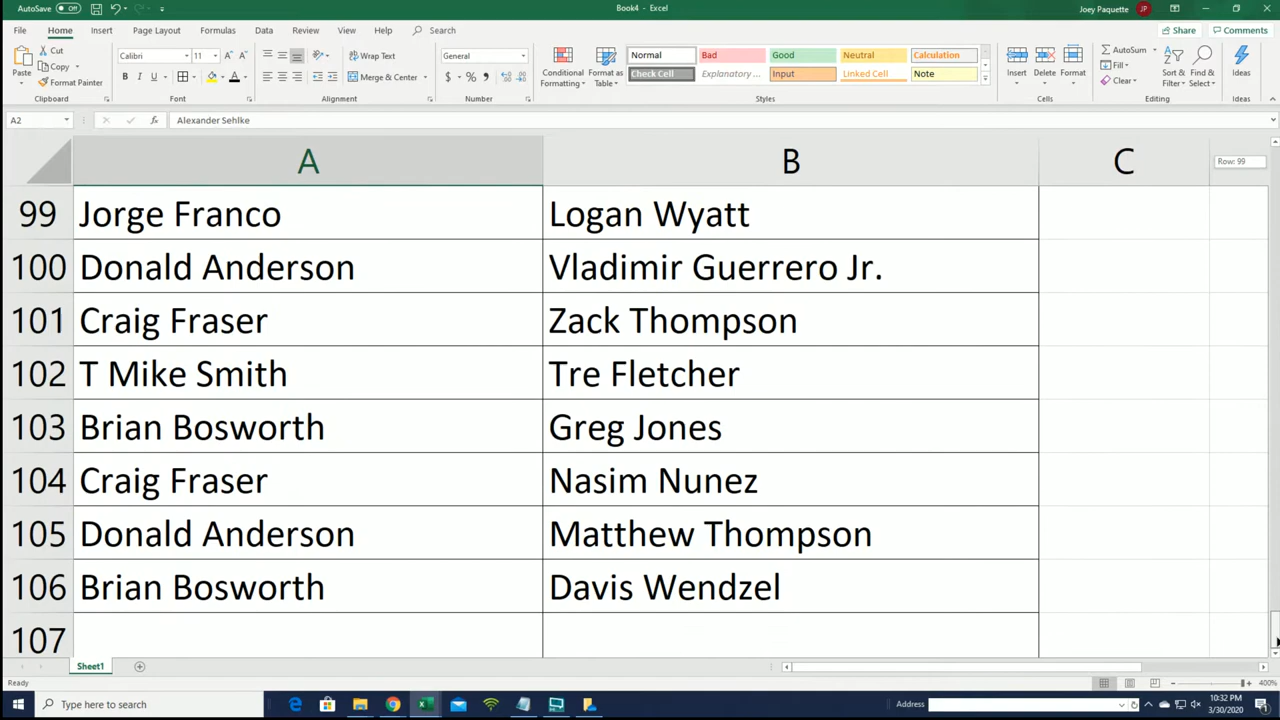 AutoSave Off Book4 - Excel Joey Paquette JP
File Home Insert Page Layout Formulas Data Review View Help Search Share Comments
Paste Cut Copy Format Painter Clipboard
Calibri 11 B I U Font
Wrap Text Merge & Center Alignment
General $ % Number
Conditional Formatting Format as Table
Normal Bad Good Neutral Calculation
Check Cell Explanatory ... Input Linked Cell Note
Styles
Insert Delete Format Cells
AutoSum Fill Clear Sort & Filter Find & Select Editing
Ideas Ideas
A2 fx Alexander Sehlke
A B C Row: 99
99 Jorge Franco Logan Wyatt
100 Donald Anderson Vladimir Guerrero Jr.
101 Craig Fraser Zack Thompson
102 T Mike Smith Tre Fletcher
103 Brian Bosworth Greg Jones
104 Craig Fraser Nasim Nunez
105 Donald Anderson Matthew Thompson
106 Brian Bosworth Davis Wendzel
107
Sheet1
Ready 400%
Type here to search Address 10:32 PM
3/30/2020